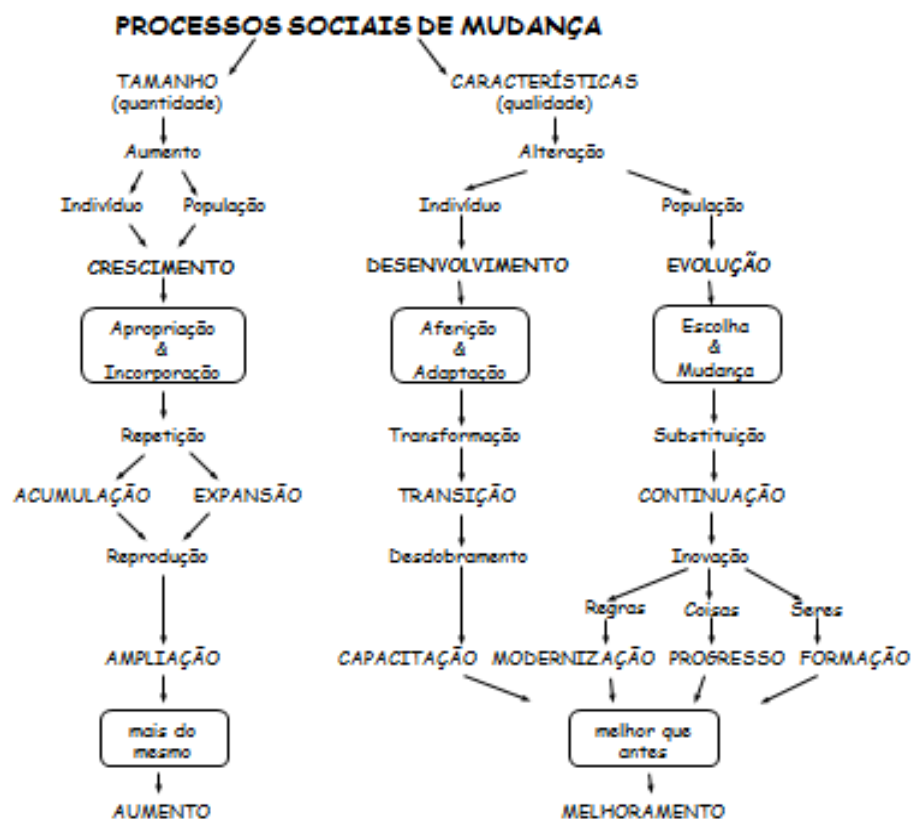 PROCESSOS SOCIAIS DE MUDANÇA
TAMANHO
(quantidade)
CARACTERÍSTICAS
(qualidade)
Aumento
Alteração
Indivíduo
População
Indivíduo
População
CRESCIMENTO
DESENVOLVIMENTO
EVOLUÇÃO
Apropriação
&
Incorporação
Aferição
&
Adaptação
Escolha
&
Mudança
Repetição
Transformação
Substituição
ACUMULAÇÃO
EXPANSÃO
TRANSIÇÃO
CONTINUAÇÃO
Reprodução
Desdobramento
Inovação
Regras
Coisas
Seres
AMPLIAÇÃO
CAPACITAÇÃO
MODERNIZAÇÃO
PROGRESSO
FORMAÇÃO
mais do
mesmo
melhor que
antes
AUMENTO
MELHORAMENTO